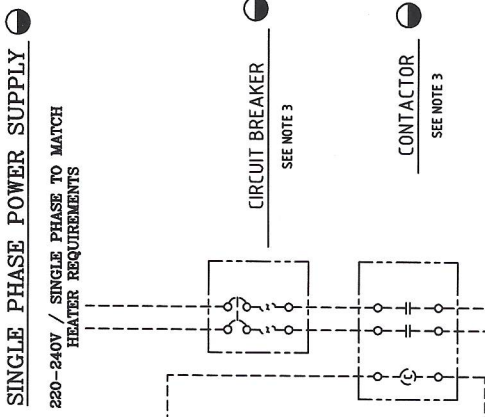 SINGLE PHASE POWER SUPPLY
220-240V / SINGLE PHASE TO MATCH
HEATER REQUIREMENTS
CIRCUIT BREAKER
SEE NOTE 3
CONTACTOR
SEE NOTE 3
C